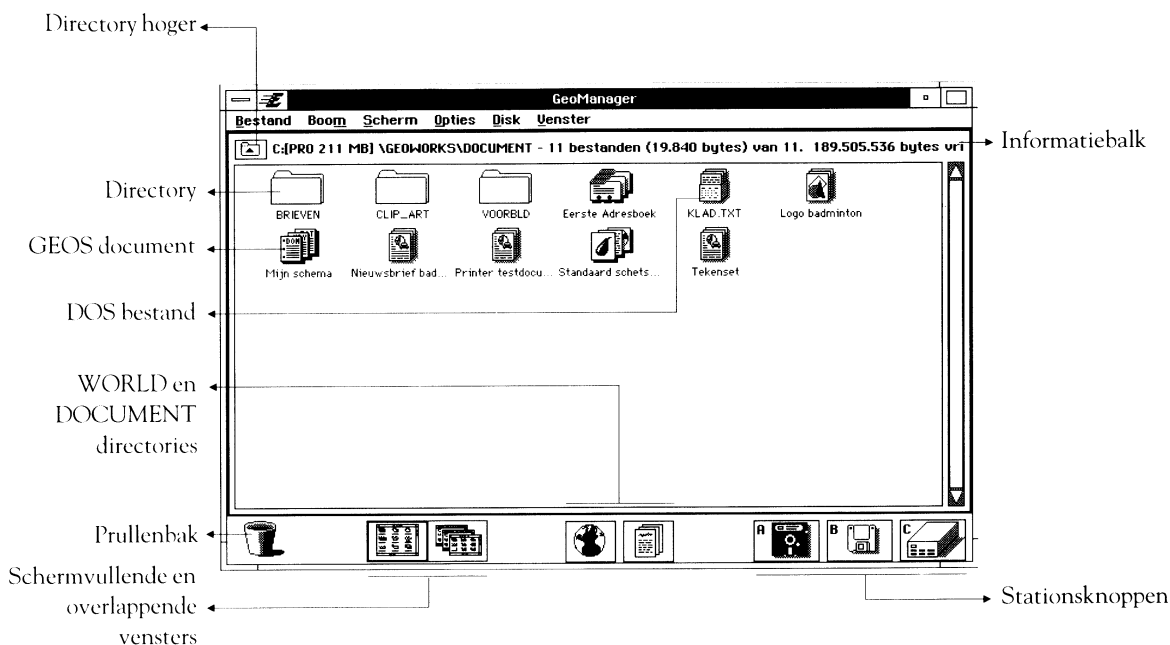 Directory hoger
GeoManager
Bestand Boom Scherm Opties Disk Venster
C:[PRO 211 MB] \GEOWORKS\DOCUMENT - 11 bestanden (19.840 bytes) van 11. 189.505.536 bytes vri
Informatiebalk
Directory
BRIEVEN CLIP_ART VOORBLD Eerste Adresboek KLAD.TXT Logo badminton
GEOS document
Mijn schema Nieuwsbrief bad... Printer testdocu... Standaard schets... Tekenset
DOS bestand
WORLD en
DOCUMENT
directories
Prullenbak
A B C
Schermvullende en
overlappende
vensters
Stationsknoppen